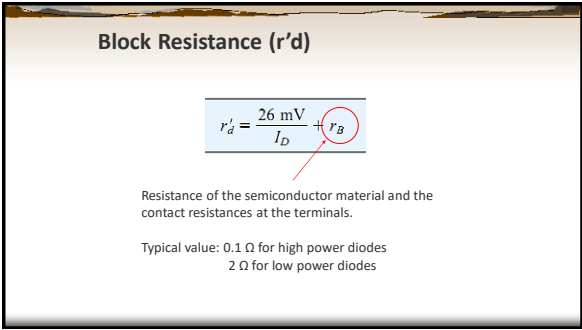 Block Resistance (r’d)
r′d = 26 mV / ID + rB
Resistance of the semiconductor material and the
contact resistances at the terminals.
Typical value: 0.1 Ω for high power diodes
2 Ω for low power diodes